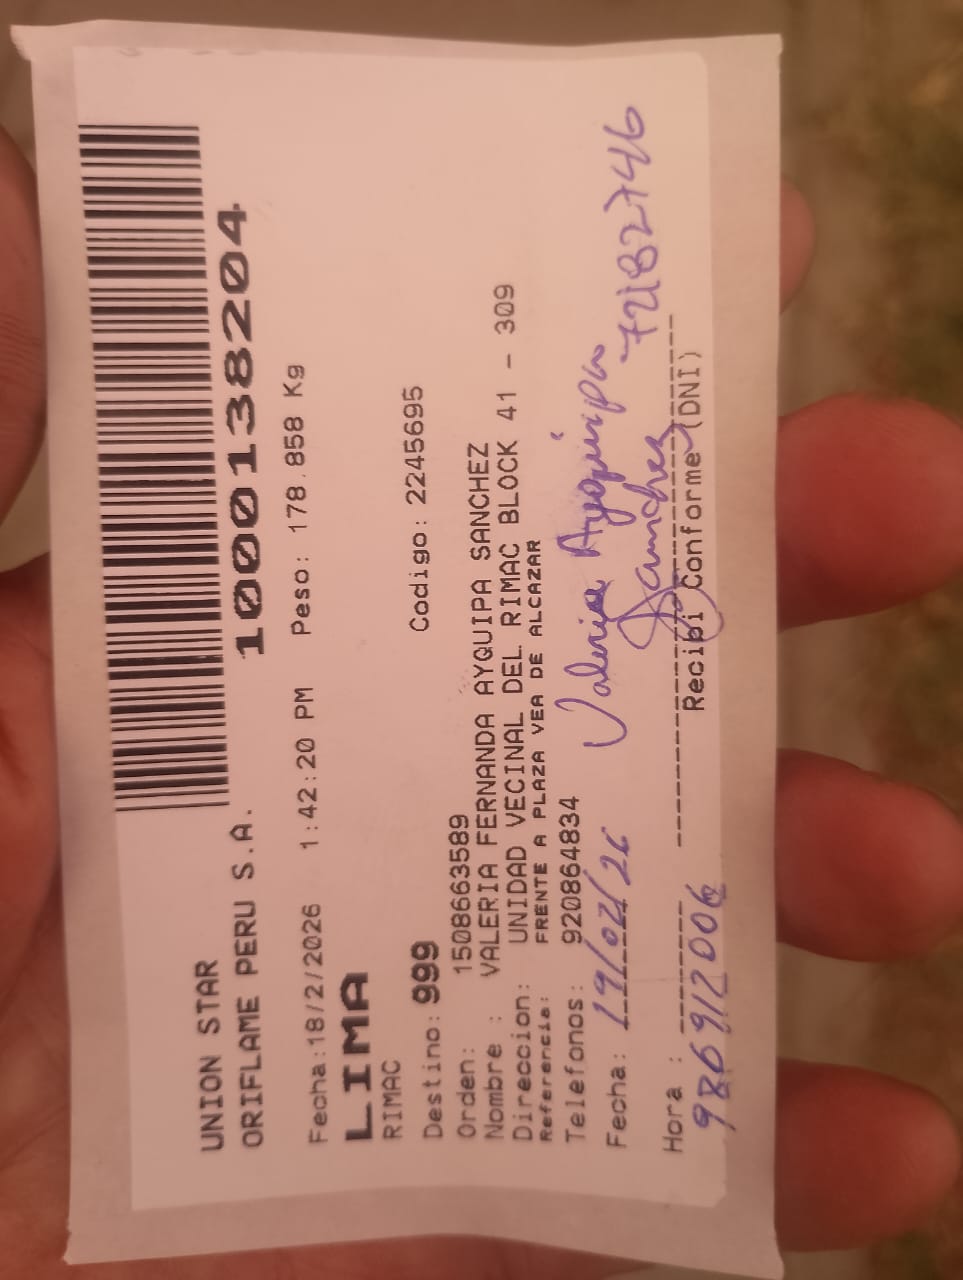 UNION STAR
ORIFLAME PERU S.A. 1000138204
Fecha:18/2/2026 1:42:20 PM Peso: 178.858 Kg
LIMA
RIMAC
Destino: 999 Codigo: 2245695
Orden: 1508663589
Nombre : VALERIA FERNANDA AYQUIPA SANCHEZ
Direccion: UNIDAD VECINAL DEL RIMAC BLOCK 41 - 309
Referencia: FRENTE A PLAZA VEA DE ALCAZAR
Telefonos: 920864834
Fecha: 19/02/26 Valeria Ayquipa 72182746
Sanchez
Hora :
986912006 Recibi Conforme (DNI)